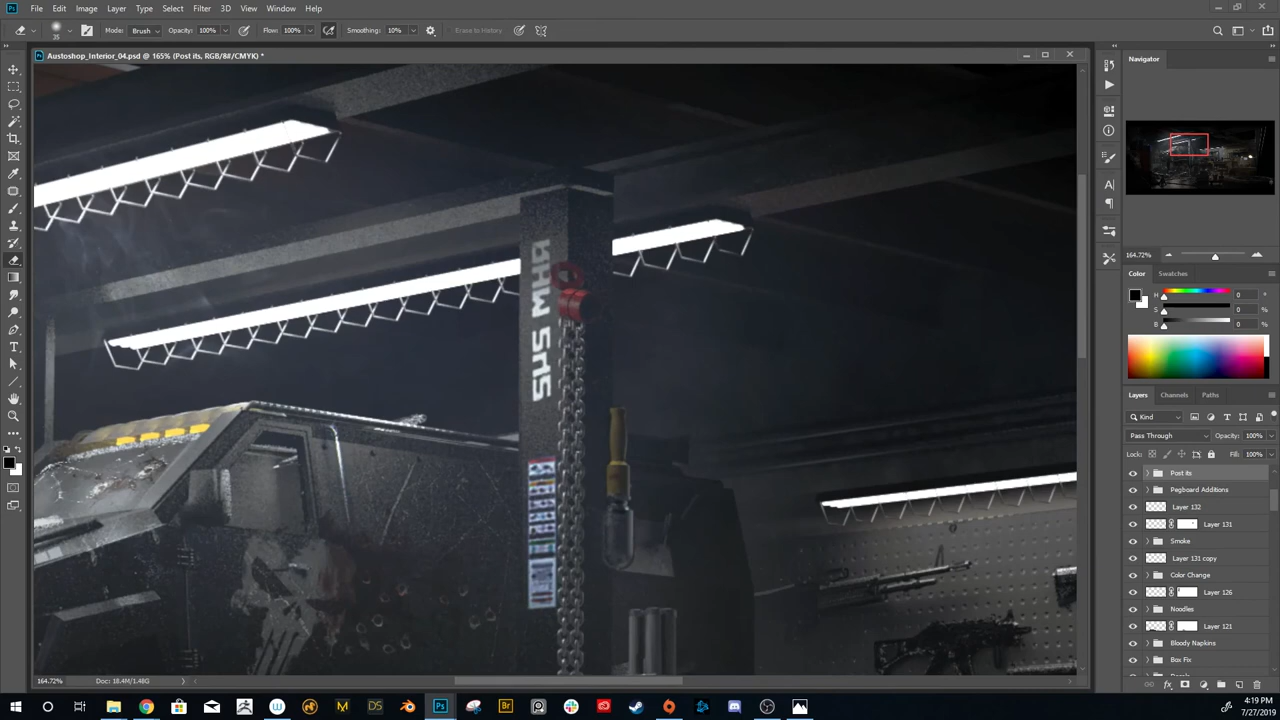 File Edit Image Layer Type Select Filter 3D View Window Help
25 Mode: Brush Opacity: 100% Flow: 100% Smoothing: 10% Erase to History
Austoshop_Interior_04.psd @ 165% (Post its, RGB/8#/CMYK) *
Navigator
164.72%
Color Swatches
H 0 °
S 0 %
B 0 %
Layers Channels Paths
Kind
Pass Through Opacity: 100%
Lock: Fill: 100%
Post its
Pegboard Additions
Layer 132
Layer 131
Smoke
Layer 131 copy
Color Change
Layer 126
Noodles
Layer 121
Bloody Napkins
Box Fix
164.72% Doc: 18.4M/1.48G
4:19 PM
7/27/2019